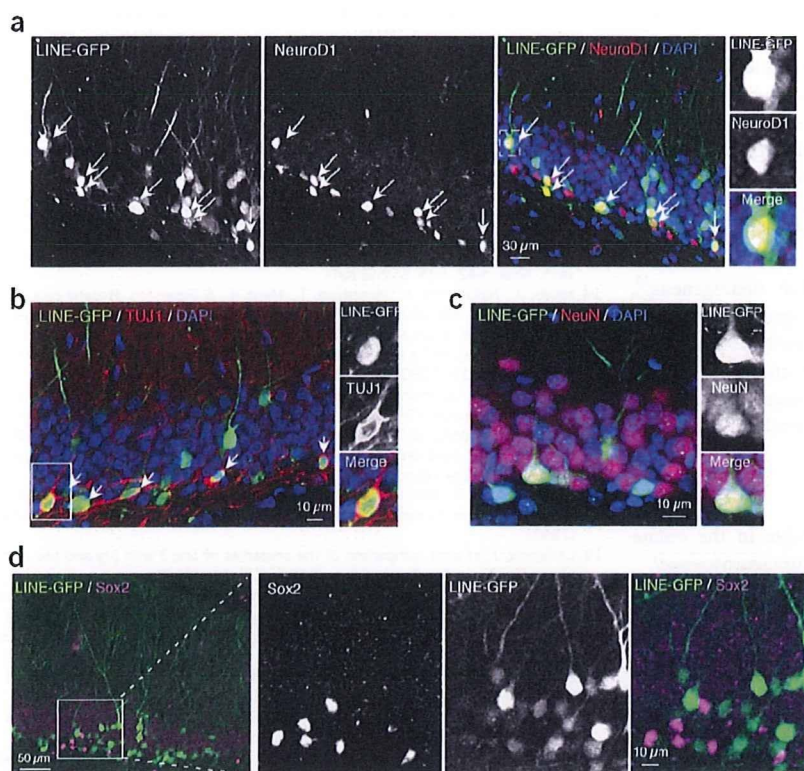 a
LINE-GFP
NeuroD1
LINE-GFP / NeuroD1 / DAPI
30 µm
LINE-GFP
NeuroD1
Merge
b
LINE-GFP / TUJ1 / DAPI
10 µm
LINE-GFP
TUJ1
Merge
c
LINE-GFP / NeuN / DAPI
10 µm
LINE-GFP
NeuN
Merge
d
LINE-GFP / Sox2
50 µm
Sox2
LINE-GFP
LINE-GFP / Sox2
10 µm